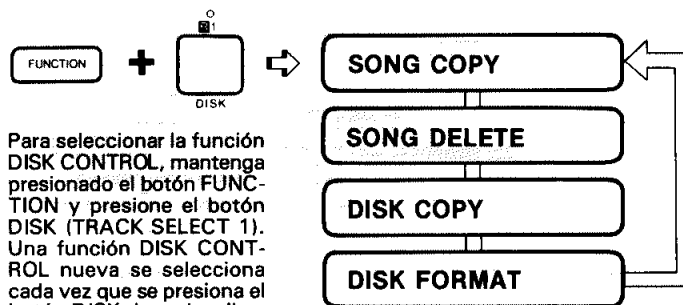 1
FUNCTION
DISK
SONG COPY
SONG DELETE
DISK COPY
DISK FORMAT
Para seleccionar la función
DISK CONTROL, mantenga
presionado el botón FUNC-
TION y presione el botón
DISK (TRACK SELECT 1).
Una función DISK CONT-
ROL nueva se selecciona
cada vez que se presiona el